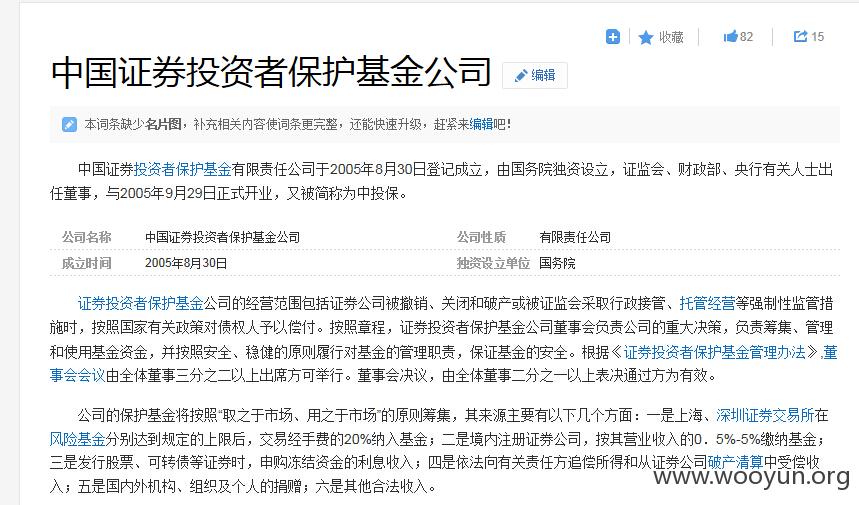 收藏 82 15
中国证券投资者保护基金公司 编辑
本词条缺少名片图，补充相关内容使词条更完整，还能快速升级，赶紧来编辑吧！
中国证券投资者保护基金有限责任公司于2005年8月30日登记成立，由国务院独资设立，证监会、财政部、央行有关人士出
任董事，与2005年9月29日正式开业，又被简称为中投保。
公司名称 中国证券投资者保护基金公司 公司性质 有限责任公司
成立时间 2005年8月30日 独资设立单位 国务院
证券投资者保护基金公司的经营范围包括证券公司被撤销、关闭和破产或被证监会采取行政接管、托管经营等强制性监管措
施时，按照国家有关政策对债权人予以偿付。按照章程，证券投资者保护基金公司董事会负责公司的重大决策，负责筹集、管理
和使用基金资金，并按照安全、稳健的原则履行对基金的管理职责，保证基金的安全。根据《证券投资者保护基金管理办法》,董
事会会议由全体董事三分之二以上出席方可举行。董事会决议，由全体董事二分之一以上表决通过方为有效。
公司的保护基金将按照“取之于市场、用之于市场”的原则筹集，其来源主要有以下几个方面：一是上海、深圳证券交易所在
风险基金分别达到规定的上限后，交易经手费的20%纳入基金；二是境内注册证券公司，按其营业收入的0．5%-5%缴纳基金；
三是发行股票、可转债等证券时，申购冻结资金的利息收入；四是依法向有关责任方追偿所得和从证券公司破产清算中受偿收
入；五是国内外机构、组织及个人的捐赠；六是其他合法收入。
www.wooyun.org